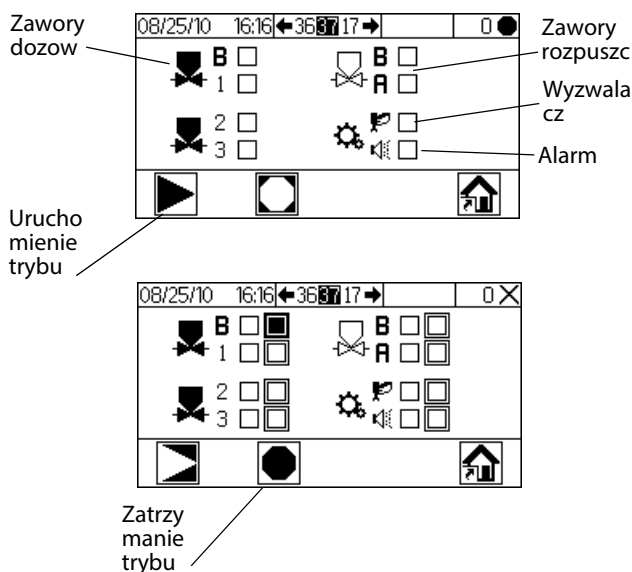 Zawory
dozow
08/25/10 16:16 36 37 17 0
B
1
2
3
B
A
Zawory
rozpuszc
Wyzwala
cz
Alarm
Urucho
mienie
trybu
08/25/10 16:16 36 37 17 0
B
1
2
3
B
A
Zatrzy
manie
trybu